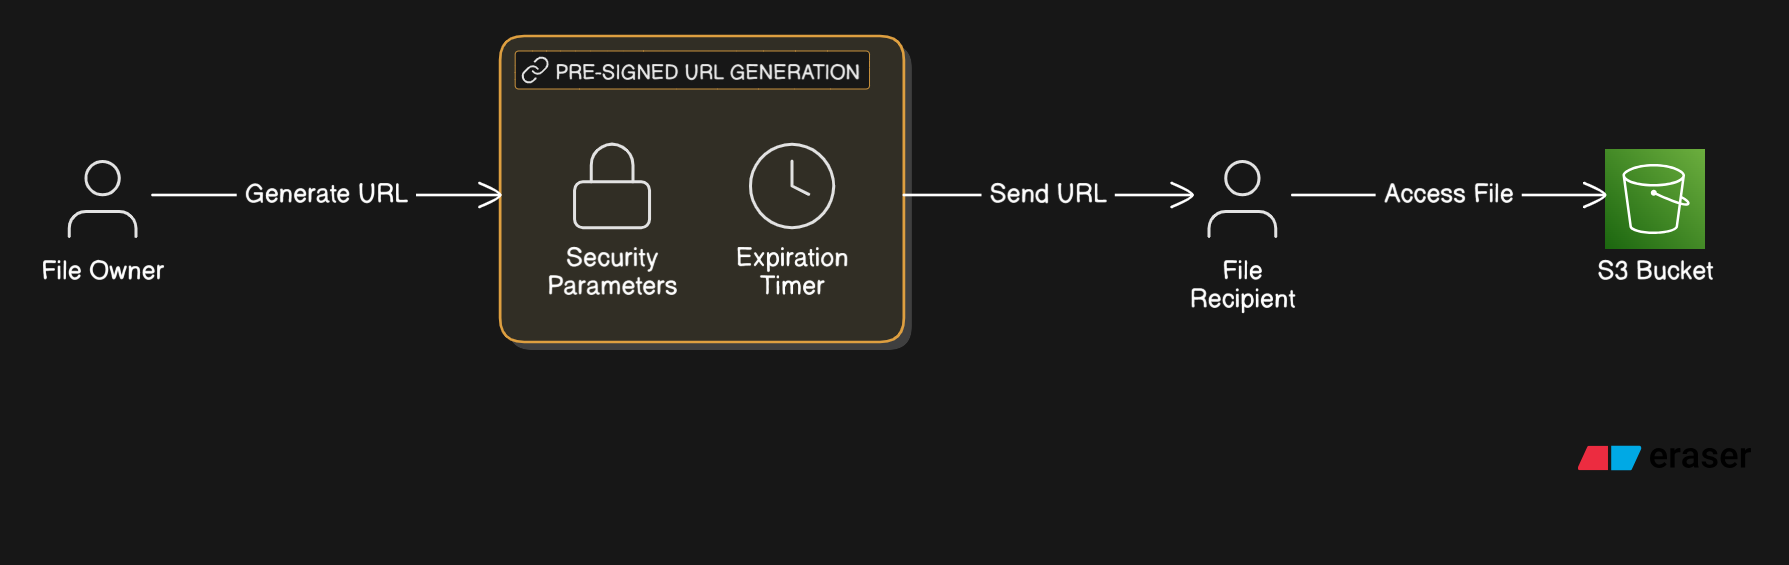 PRE-SIGNED URL GENERATION
Generate URL
Send URL
Access File
File Owner
Security
Parameters
Expiration
Timer
File
Recipient
S3 Bucket
eraser